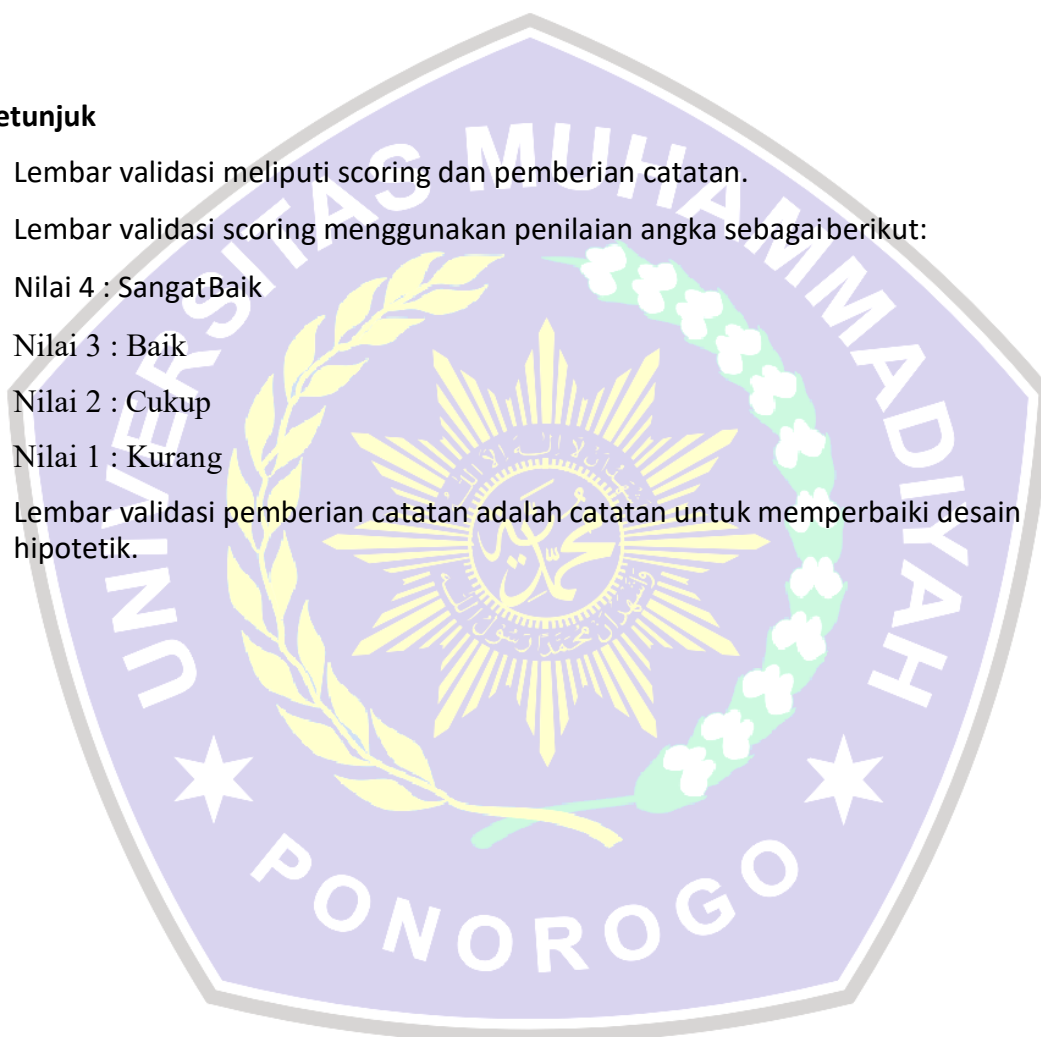 etunjuk
Lembar validasi meliputi scoring dan pemberian catatan.
Lembar validasi scoring menggunakan penilaian angka sebagai berikut:
Nilai 4 : SangatBaik
Nilai 3 : Baik
Nilai 2 : Cukup
Nilai 1 : Kurang
Lembar validasi pemberian catatan adalah catatan untuk memperbaiki desain
hipotetik.
UNIVERSITAS MUHAMMADIYAH
PONOROGO